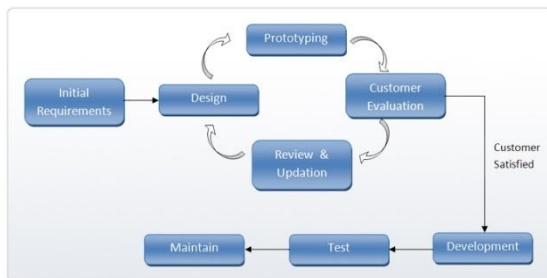 Prototyping
Initial
Requirements
Design
Customer
Evaluation
Review &
Updation
Customer
Satisfied
Maintain
Test
Development